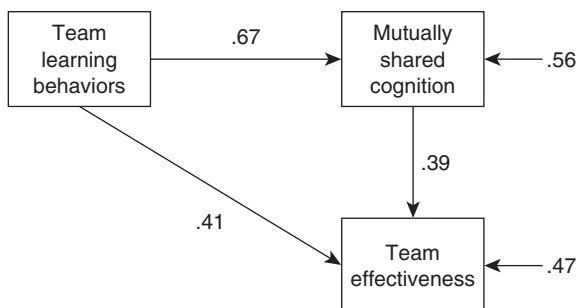 Team
learning
behaviors
.67
Mutually
shared
cognition
.56
.39
.41
Team
effectiveness
.47